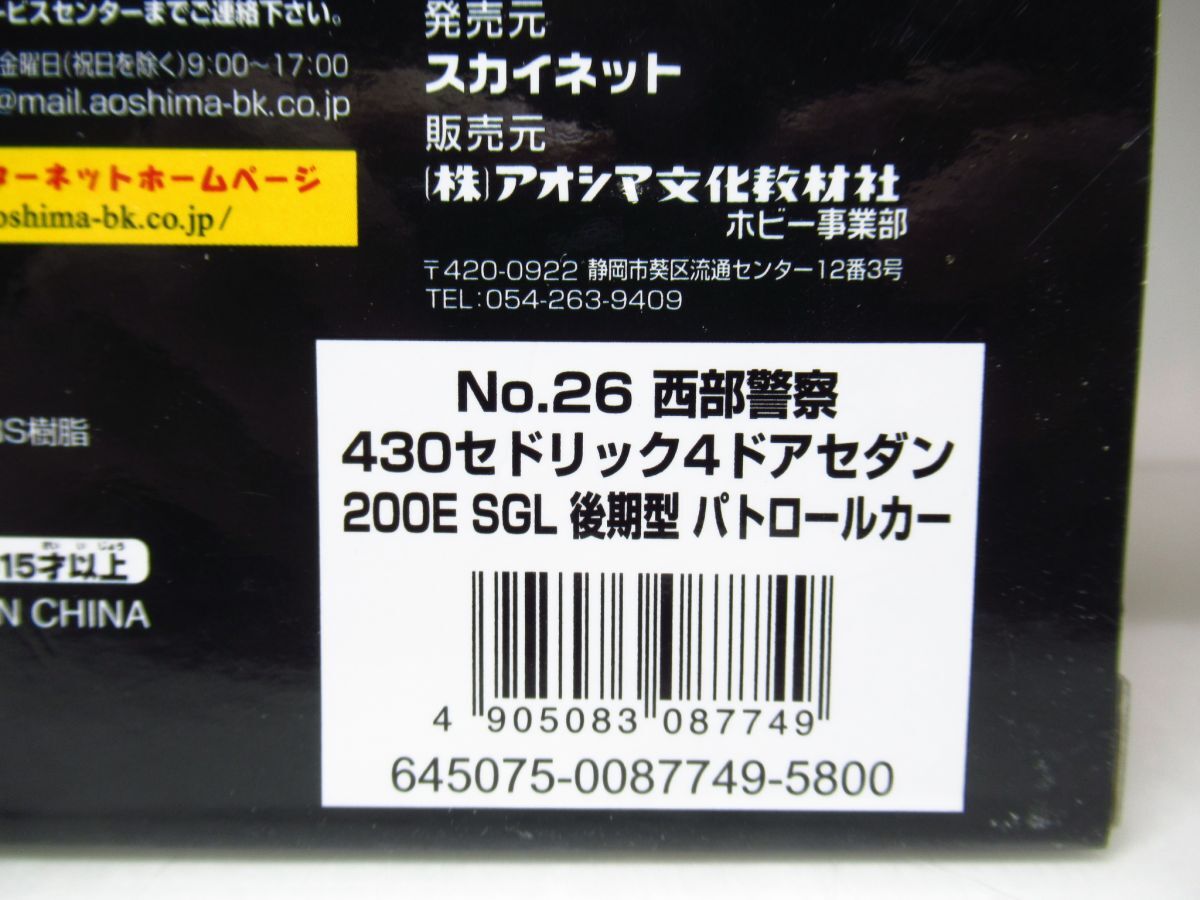 ービスセンターまでご連絡下さい。
金曜日(祝日を除く)9:00〜17:00
@mail.aoshima-bk.co.jp
ターネットホームページ
oshima-bk.co.jp/
発売元
スカイネット
販売元
(株)アオシマ文化教材社
ホビー事業部
〒420-0922 静岡市葵区流通センター12番3号
TEL:054-263-9409
BS樹脂
15才以上
N CHINA
No.26 西部警察
430セドリック4ドアセダン
200E SGL 後期型 パトロールカー
4 905083 087749
645075-0087749-5800